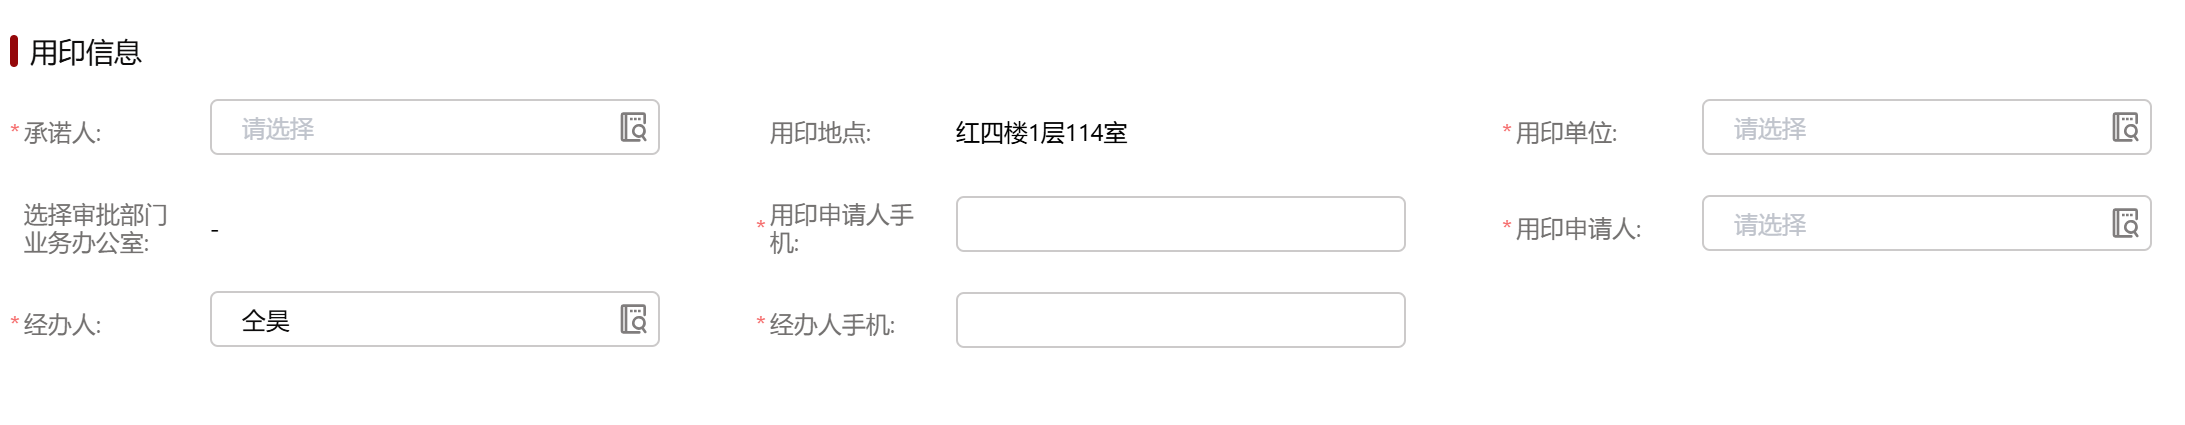 用印信息
* 承诺人: 请选择
用印地点: 红四楼1层114室
* 用印单位: 请选择
选择审批部门
业务办公室: -
* 用印申请人手
机:
* 用印申请人: 请选择
* 经办人: 仝昊
* 经办人手机: